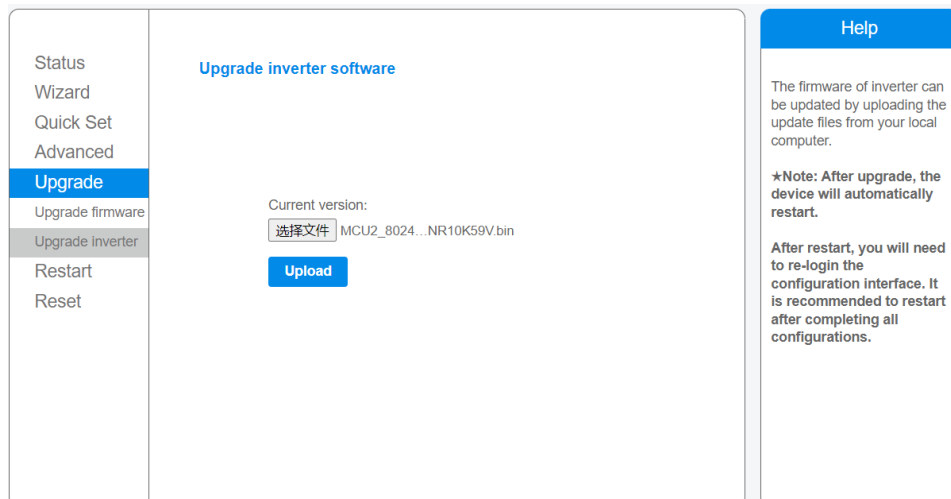 Status
Wizard
Quick Set
Advanced
Upgrade
Upgrade firmware
Upgrade inverter
Restart
Reset
Upgrade inverter software
Current version:
选择文件 MCU2_8024...NR10K59V.bin
Upload
Help
The firmware of inverter can
be updated by uploading the
update files from your local
computer.
★Note: After upgrade, the
device will automatically
restart.
After restart, you will need
to re-login the
configuration interface. It
is recommended to restart
after completing all
configurations.